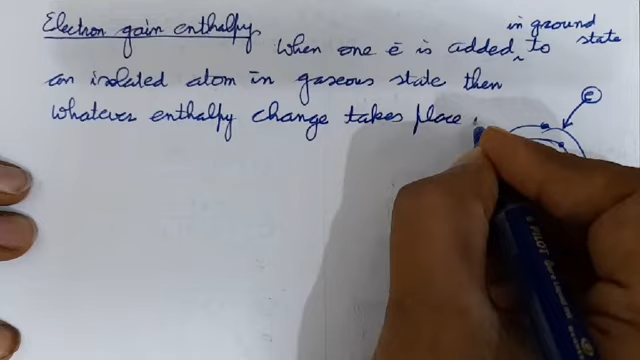 Electron gain enthalpy When one e̅ is added in ground state to
an isolated atom in gaseous state then
whatever enthalpy change takes place
e
PILOT